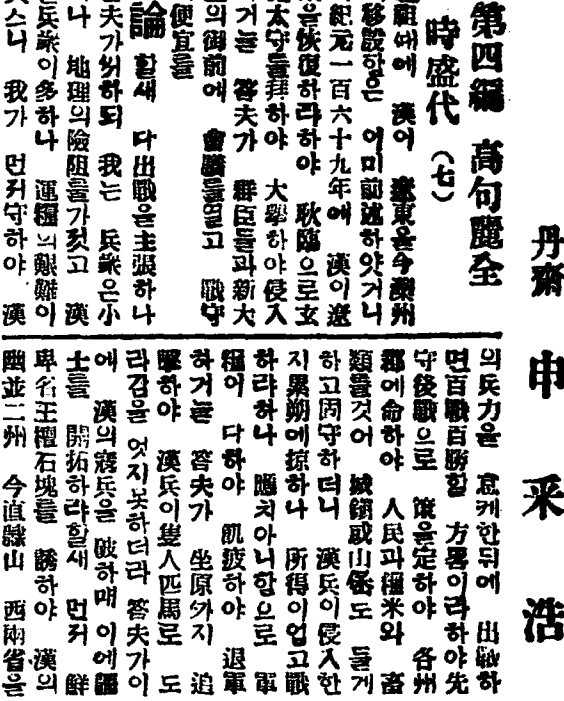 丹齋 申采浩
第四編 高句麗全
時盛代 (七)
祖때에 漢이 遼東을今灤州
移設함은 이미前述하얏거니
紀元一百六十九年에 漢이遼
을恢復하랴하야 耿臨으로玄
太守를拜하야 大擧하야侵入
거늘 答夫가 群臣들과新大
의御前에 會議를열고 戰守
便宜를
論 할새 다出戰을主張하나
夫가 하되 我는 兵衆은小
나 地理의險阻를가젓고 漢
兵衆이多하나 運糧의艱難이
스니 我가 먼저守하야 漢
의兵力을 息케한뒤에 出戰하
면百戰百勝할 方畧이라하야先
守後戰으로 策을定하야 各州
郡에命하야 人民과糧米와 畜
類를것어 城 或山 도 들게
하고固守하더니 漢兵이侵入한
지累朔에掠하나 所得이업고戰
하랴하나 應치아니함으로 軍
糧이 다하야 飢疲하야 退軍
하거늘 答夫가 坐原까지 追
擊하야 漢兵이隻人匹馬로 도
라감을 엇지못하더라 答夫가이
에 漢의寇兵을 破하매 이에疆
土를 開拓하랴할새 먼저 鮮
卑名王檀石塊를 誘하야 漢의
幽並二州 今直隸山 西兩省을